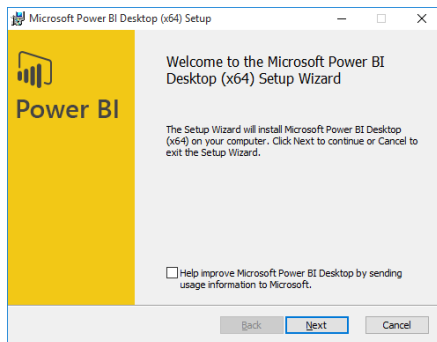 Microsoft Power BI Desktop (x64) Setup
Power BI
Welcome to the Microsoft Power BI
Desktop (x64) Setup Wizard
The Setup Wizard will install Microsoft Power BI Desktop
(x64) on your computer. Click Next to continue or Cancel to
exit the Setup Wizard.
Help improve Microsoft Power BI Desktop by sending
usage information to Microsoft.
Back Next Cancel